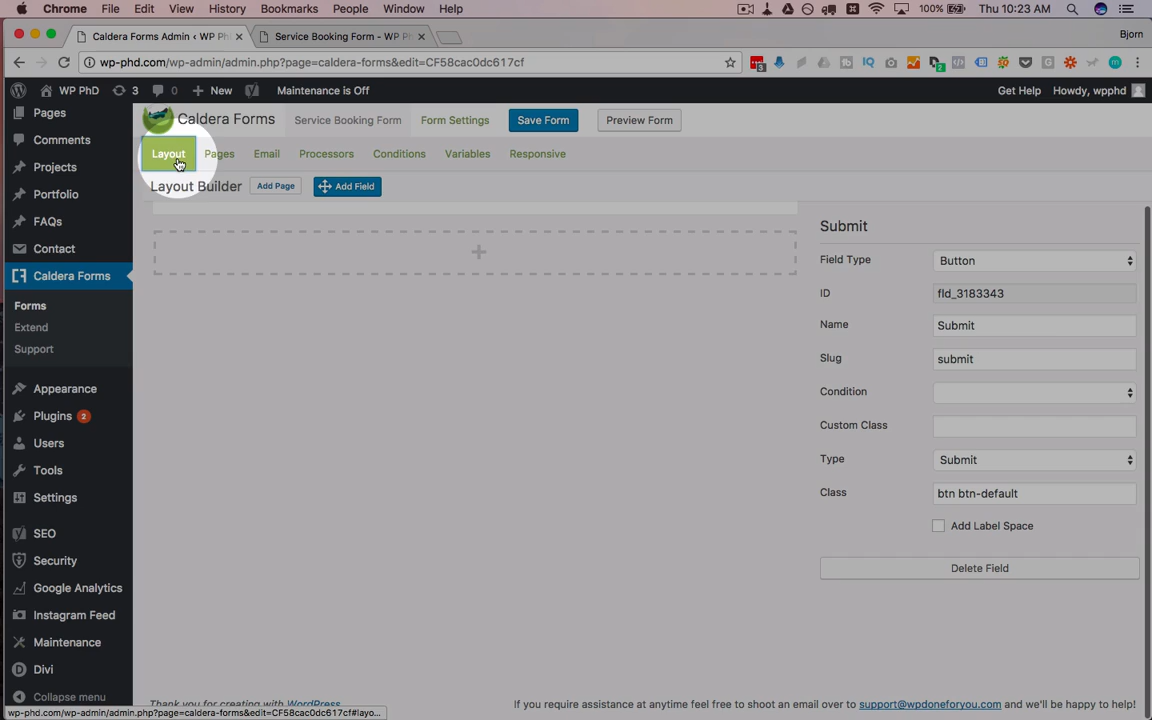 Chrome File Edit View History Bookmarks People Window Help 100% Thu 10:23 AM
Caldera Forms Admin ‹ WP Ph × Service Booking Form - WP Ph × Bjorn
wp-phd.com/wp-admin/admin.php?page=caldera-forms&edit=CF58cac0dc617cf
WP PhD 3 0 + New Maintenance is Off Get Help Howdy, wpphd
Pages
Comments
Projects
Portfolio
FAQs
Contact
Caldera Forms
Forms
Extend
Support
Appearance
Plugins 2
Users
Tools
Settings
SEO
Security
Google Analytics
Instagram Feed
Maintenance
Divi
Collapse menu
Caldera Forms Service Booking Form Form Settings Save Form Preview Form
Layout Pages Email Processors Conditions Variables Responsive
Layout Builder Add Page Add Field
Submit
Field Type Button
ID fld_3183343
Name Submit
Slug submit
Condition
Custom Class
Type Submit
Class btn btn-default
Add Label Space
Delete Field
Thank you for creating with WordPress. If you require assistance at anytime feel free to shoot an email over to support@wpdoneforyou.com and we'll be happy to help!
wp-phd.com/wp-admin/admin.php?page=caldera-forms&edit=CF58cac0dc617cf#layo...